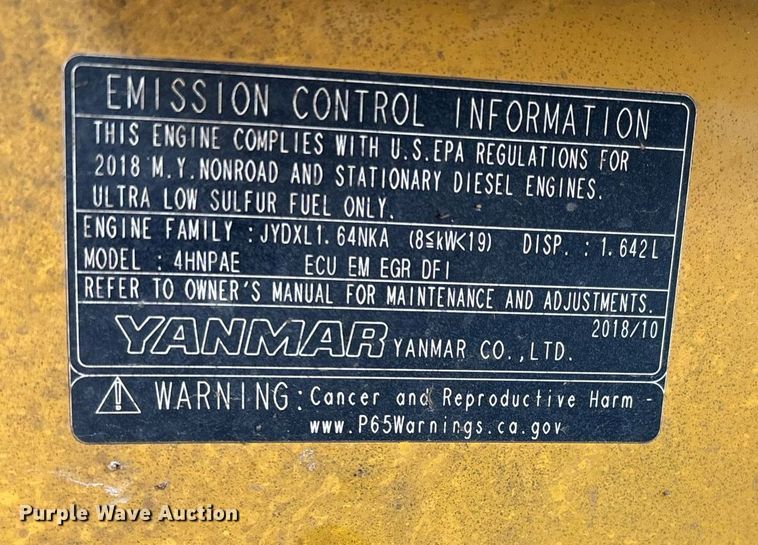 EMISSION CONTROL INFORMATION
THIS ENGINE COMPLIES WITH U.S.EPA REGULATIONS FOR
2018 M.Y.NONROAD AND STATIONARY DIESEL ENGINES.
ULTRA LOW SULFUR FUEL ONLY.
ENGINE FAMILY : JYDXL1.64NKA (8≦kW<19) DISP. : 1.642L
MODEL : 4HNPAE ECU EM EGR DFI
REFER TO OWNER'S MANUAL FOR MAINTENANCE AND ADJUSTMENTS.
2018/10
YANMAR YANMAR CO.,LTD.
WARNING: Cancer and Reproductive Harm -
www.P65Warnings.ca.gov
Purple Wave Auction